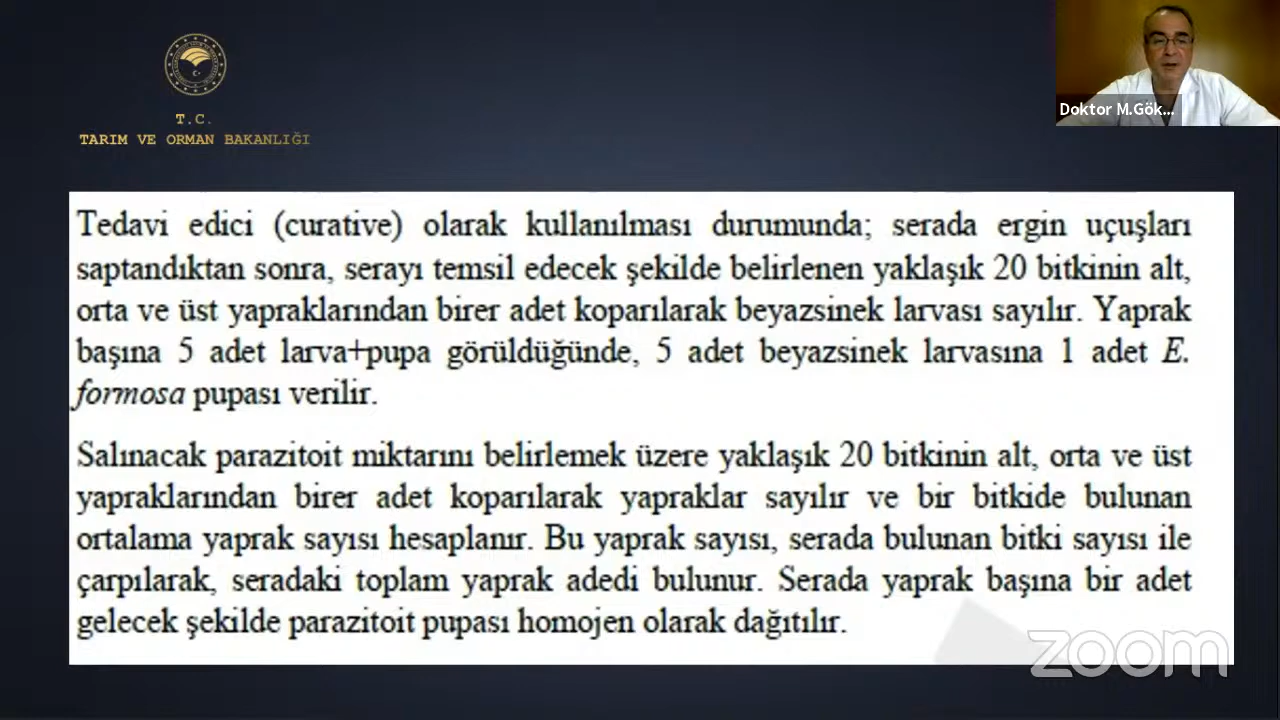 T.C.
TARIM VE ORMAN BAKANLIĞI
Doktor M.Gök...
Tedavi edici (curative) olarak kullanılması durumunda; serada ergin uçuşları
saptandıktan sonra, serayı temsil edecek şekilde belirlenen yaklaşık 20 bitkinin alt,
orta ve üst yapraklarından birer adet koparılarak beyazsinek larvası sayılır. Yaprak
başına 5 adet larva+pupa görüldüğünde, 5 adet beyazsinek larvasına 1 adet E.
formosa pupası verilir.
Salınacak parazitoit miktarını belirlemek üzere yaklaşık 20 bitkinin alt, orta ve üst
yapraklarından birer adet koparılarak yapraklar sayılır ve bir bitkide bulunan
ortalama yaprak sayısı hesaplanır. Bu yaprak sayısı, serada bulunan bitki sayısı ile
çarpılarak, seradaki toplam yaprak adedi bulunur. Serada yaprak başına bir adet
gelecek şekilde parazitoit pupası homojen olarak dağıtılır.
zoom